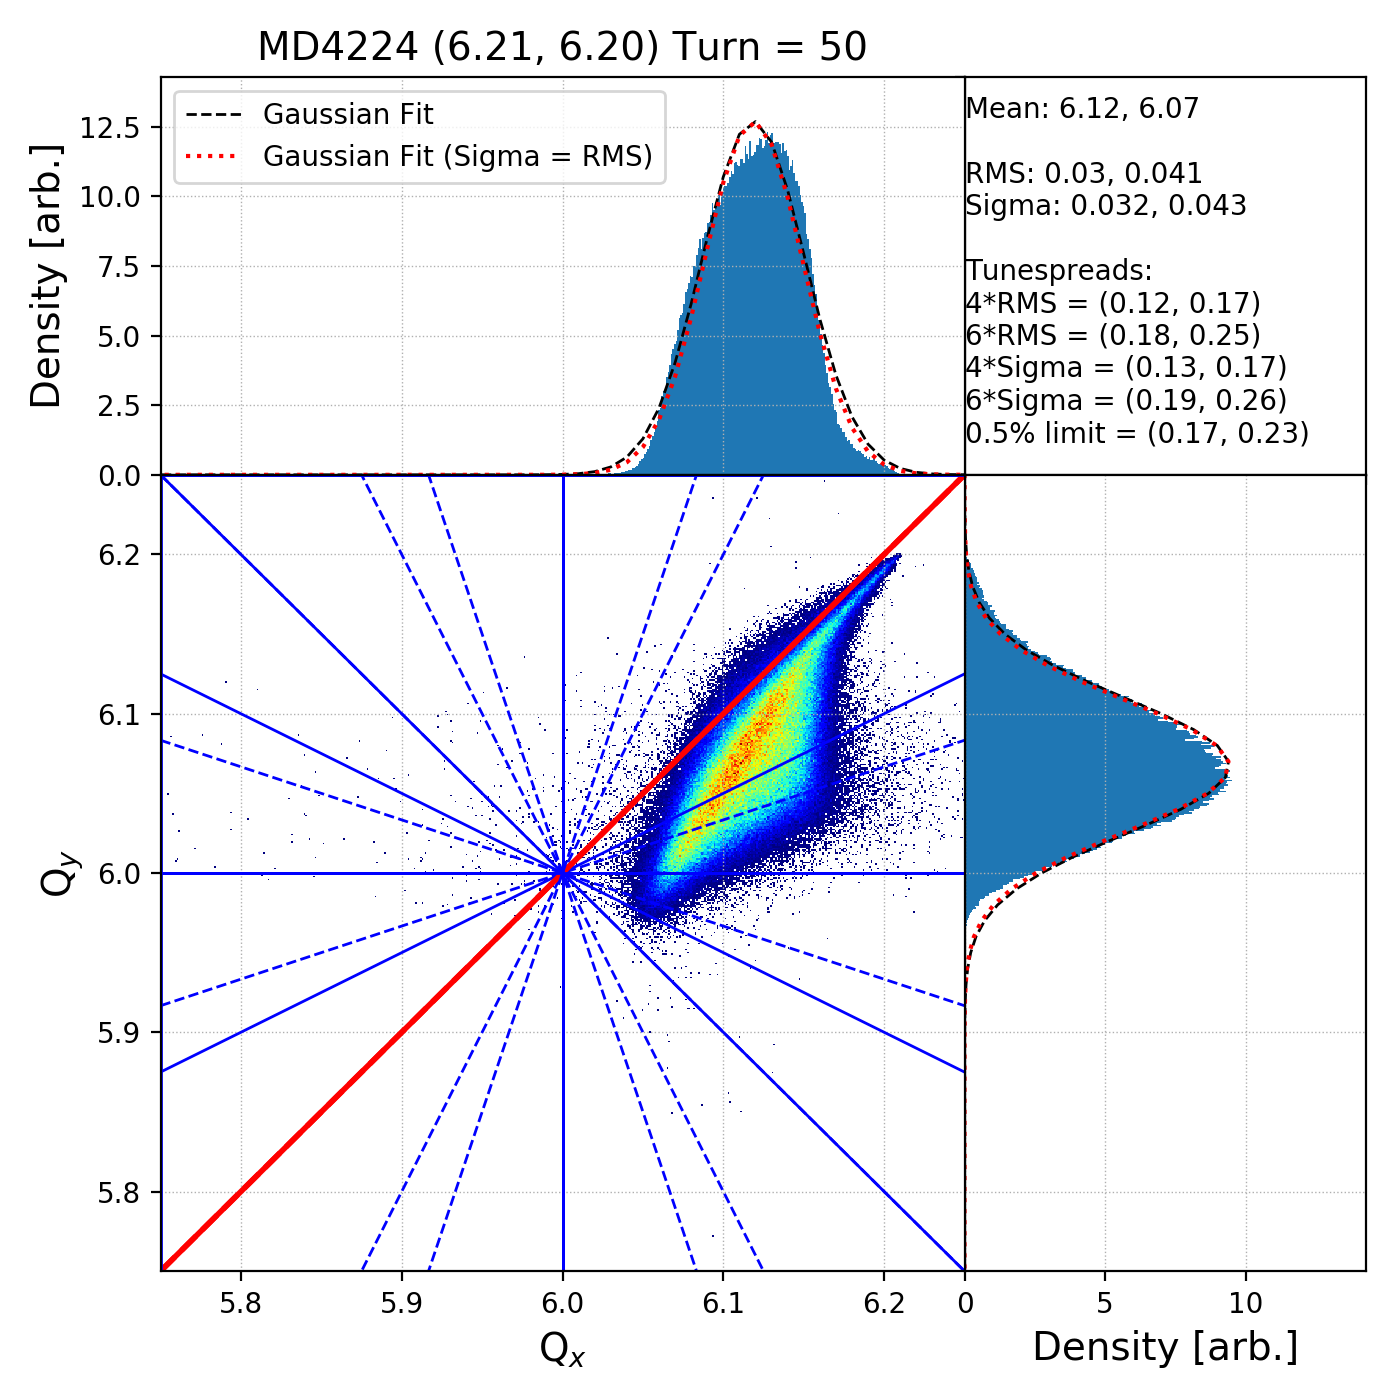 MD4224 (6.21, 6.20) Turn = 50
Gaussian Fit
Gaussian Fit (Sigma = RMS)
Density [arb.]
12.5
10.0
7.5
5.0
2.5
0.0
Mean: 6.12, 6.07
RMS: 0.03, 0.041
Sigma: 0.032, 0.043
Tunespreads:
4*RMS = (0.12, 0.17)
6*RMS = (0.18, 0.25)
4*Sigma = (0.13, 0.17)
6*Sigma = (0.19, 0.26)
0.5% limit = (0.17, 0.23)
Qy
6.2
6.1
6.0
5.9
5.8
5.8 5.9 6.0 6.1 6.2
Qx
0 5 10
Density [arb.]